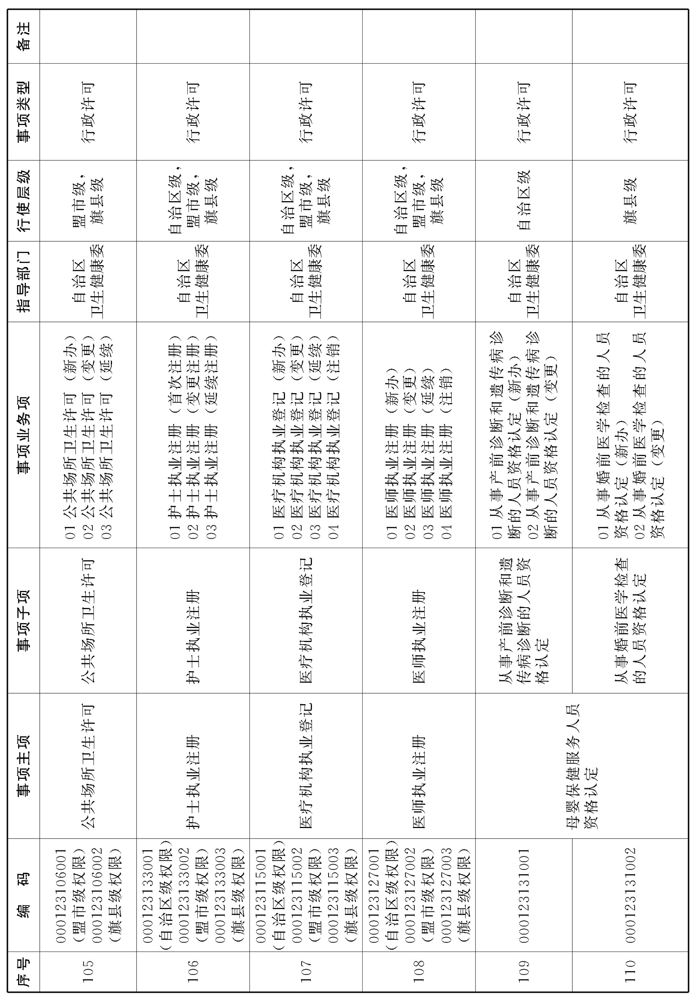 序号
编 码
事项主项
事项子项
事项业务项
指导部门
行使层级
事项类型
备注
105
000123106001
（盟市级权限）
000123106002
（旗县级权限）
公共场所卫生许可
公共场所卫生许可
01 公共场所卫生许可（新办）
02 公共场所卫生许可（变更）
03 公共场所卫生许可（延续）
自治区
卫生健康委
盟市级，
旗县级
行政许可
106
000123133001
（自治区级权限）
000123133002
（盟市级权限）
000123133003
（旗县级权限）
护士执业注册
护士执业注册
01 护士执业注册（首次注册）
02 护士执业注册（变更注册）
03 护士执业注册（延续注册）
自治区
卫生健康委
自治区级，
盟市级，
旗县级
行政许可
107
000123115001
（自治区级权限）
000123115002
（盟市级权限）
000123115003
（旗县级权限）
医疗机构执业登记
医疗机构执业登记
01 医疗机构执业登记（新办）
02 医疗机构执业登记（变更）
03 医疗机构执业登记（延续）
04 医疗机构执业登记（注销）
自治区
卫生健康委
自治区级，
盟市级，
旗县级
行政许可
108
000123127001
（自治区级权限）
000123127002
（盟市级权限）
000123127003
（旗县级权限）
医师执业注册
医师执业注册
01 医师执业注册（新办）
02 医师执业注册（变更）
03 医师执业注册（延续）
04 医师执业注册（注销）
自治区
卫生健康委
自治区级，
盟市级，
旗县级
行政许可
109
000123131001
母婴保健服务人员
资格认定
从事产前诊断和遗
传病诊断的人员资
格认定
01 从事产前诊断和遗传病诊
断的人员资格认定（新办）
02 从事产前诊断和遗传病诊
断的人员资格认定（变更）
自治区
卫生健康委
自治区级
行政许可
110
000123131002
从事婚前医学检查
的人员资格认定
01 从事婚前医学检查的人员
资格认定（新办）
02 从事婚前医学检查的人员
资格认定（变更）
自治区
卫生健康委
旗县级
行政许可